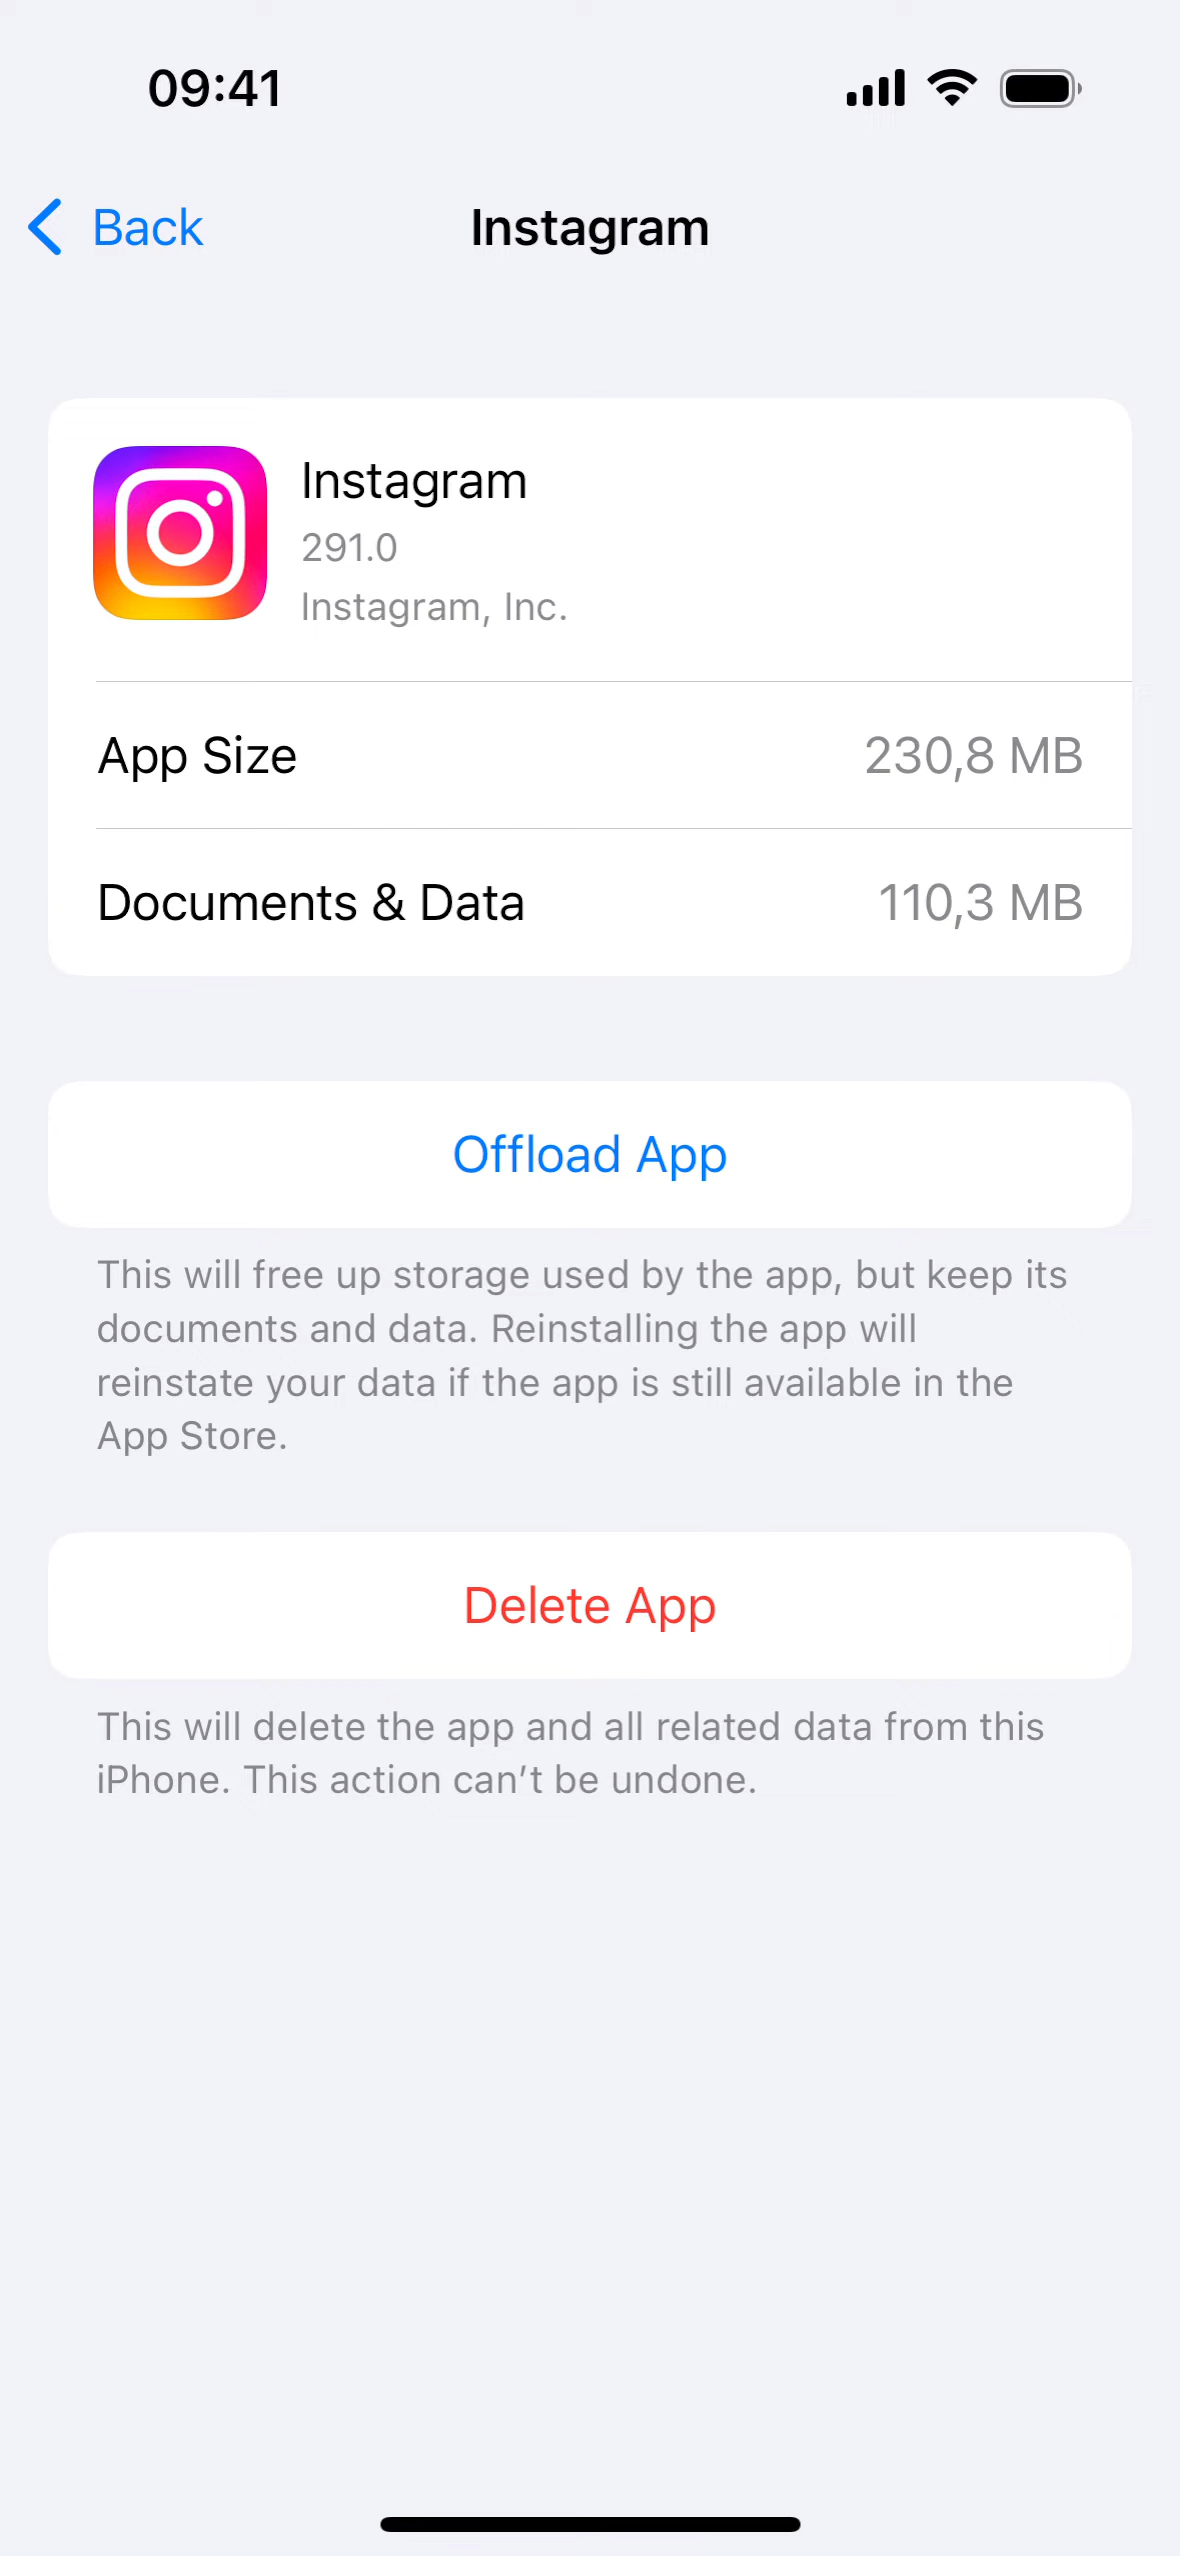 09:41
Back
Instagram
Instagram
291.0
Instagram, Inc.
App Size
230,8 MB
Documents & Data
110,3 MB
Offload App
This will free up storage used by the app, but keep its
documents and data. Reinstalling the app will
reinstate your data if the app is still available in the
App Store.
Delete App
This will delete the app and all related data from this
iPhone. This action can’t be undone.